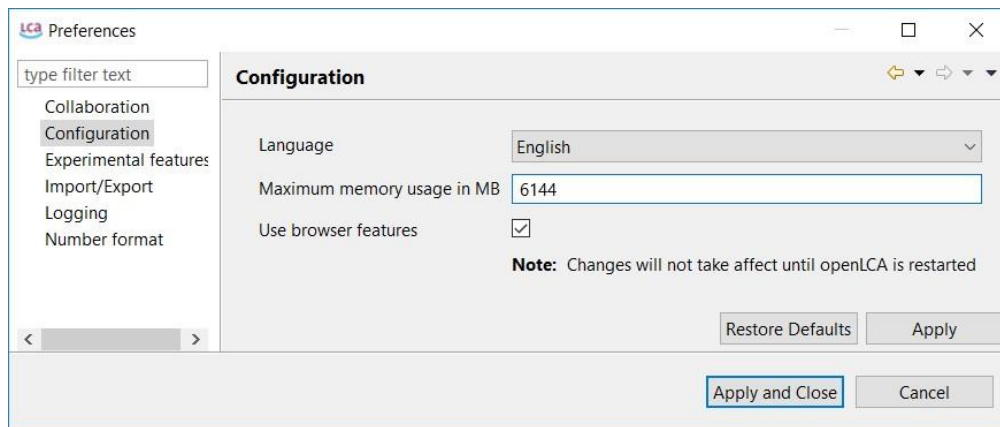 LCA Preferences
type filter text
Collaboration
Configuration
Experimental features
Import/Export
Logging
Number format
Configuration
Language English
Maximum memory usage in MB 6144
Use browser features
Note: Changes will not take affect until openLCA is restarted
Restore Defaults Apply
Apply and Close Cancel